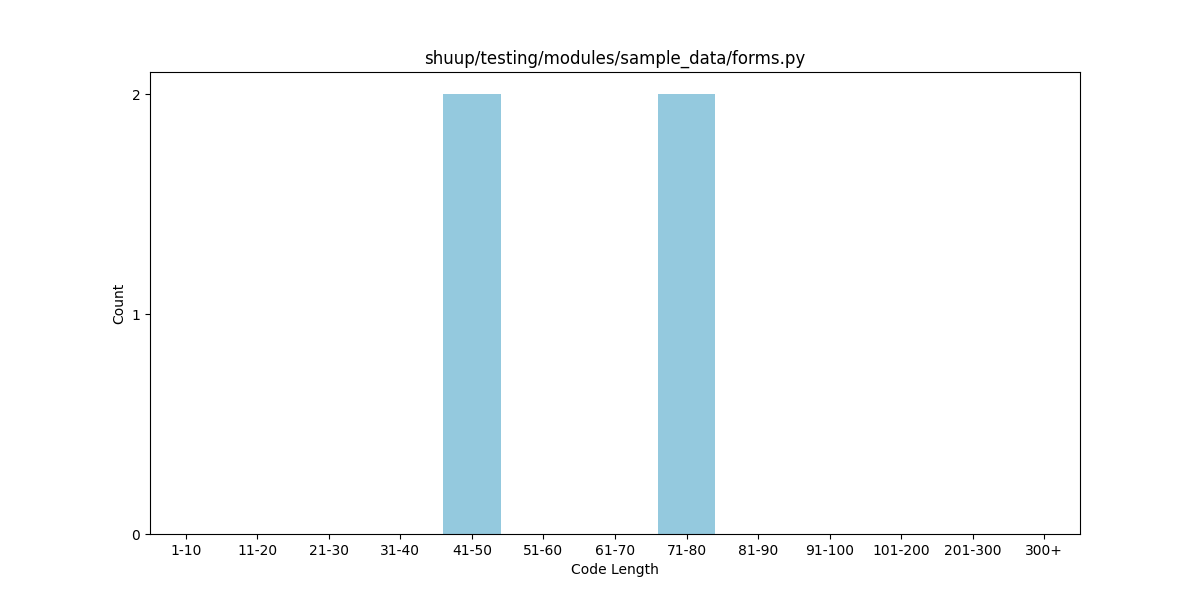 shuup/testing/modules/sample_data/forms.py
2
1
0
Count
1-10 11-20 21-30 31-40 41-50 51-60 61-70 71-80 81-90 91-100 101-200 201-300 300+
Code Length